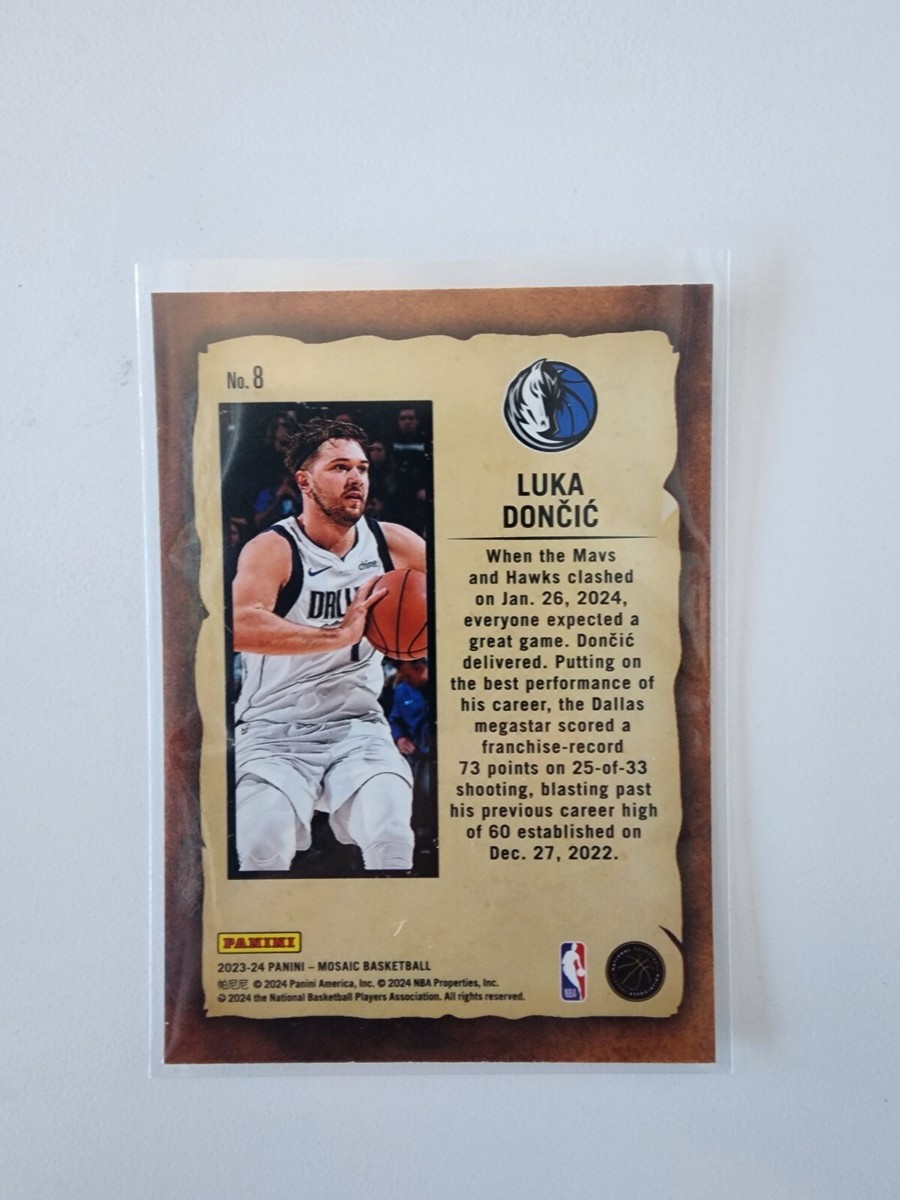 No. 8
LUKA
DONČIĆ
When the Mavs
and Hawks clashed
on Jan. 26, 2024,
everyone expected a
great game. Dončić
delivered. Putting on
the best performance of
his career, the Dallas
megastar scored a
franchise-record
73 points on 25-of-33
shooting, blasting past
his previous career high
of 60 established on
Dec. 27, 2022.
chime
DALL
PANINI
2023-24 PANINI – MOSAIC BASKETBALL
帕尼尼 © 2024 Panini America, Inc. © 2024 NBA Properties, Inc.
© 2024 the National Basketball Players Association. All rights reserved.
NBA